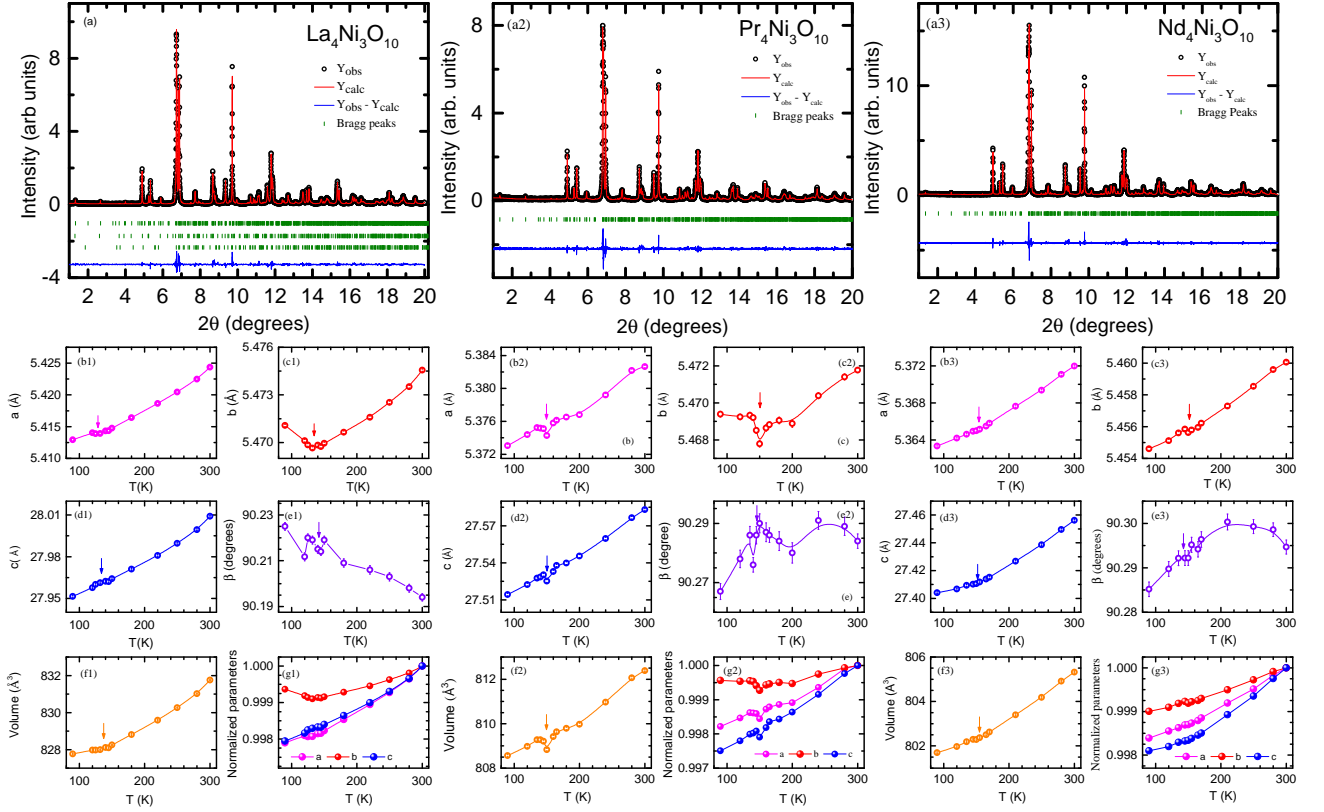 (a)
La4Ni3O10
Yobs
Ycalc
Yobs - Ycalc
Bragg peaks
Intensity (arb units)
8
4
0
-4
2 4 6 8 10 12 14 16 18 20
2θ (degrees)
(a2)
Pr4Ni3O10
Yobs
Ycalc
Yobs - Ycalc
Bragg peaks
Intensity (arb. units)
8
6
4
2
0
2 4 6 8 10 12 14 16 18 20
2θ (degrees)
(a3)
Nd4Ni3O10
Yobs
Ycalc
Yobs - Ycalc
Bragg Peaks
Intensity (arb. units)
15
0
2 4 6 8 10 12 14 16 18 20
2θ (degrees)
(b1)
a (Å)
5.425
5.420
5.415
5.410
100 200 300
T(K)
(c1)
b (Å)
5.476
5.473
5.470
100 200 300
T(K)
(b2)
a (Å)
5.384
5.380
5.376
5.372
(b)
100 200 300
T (K)
(c2)
b (Å)
5.472
5.470
5.468
(c)
100 200 300
T (K)
(b3)
a (Å)
5.372
5.368
5.364
100 200 300
T (K)
(c3)
b (Å)
5.460
5.458
5.456
5.454
100 200 300
T (K)
(d1)
c(Å)
28.01
27.98
27.95
100 200 300
T (K)
(e1)
β (degrees)
90.23
90.21
90.19
100 200 300
T (K)
(d2)
c (Å)
27.57
27.54
27.51
100 200 300
T (K)
(e2)
β (degrees)
90.29
90.27
(e)
100 200 300
T (K)
(d3)
c (Å)
27.46
27.44
27.42
27.40
100 200 300
T (K)
(e3)
β (degrees)
90.30
90.29
90.28
100 200 300
T (K)
(f1)
Volume (Å3)
832
830
828
100 200 300
T (K)
(g1)
Normalized parameters
1.000
0.999
0.998
a b c
100 200 300
T (K)
(f2)
Volume (Å3)
812
810
808
100 200 300
T (K)
(g2)
Normalized parameters
1.000
0.999
0.998
0.997
a b c
100 200 300
T (K)
(f3)
Volume (Å3)
806
804
802
100 200 300
T (K)
(g3)
Normalized parameters
1.000
0.999
0.998
a b c
100 200 300
T (K)